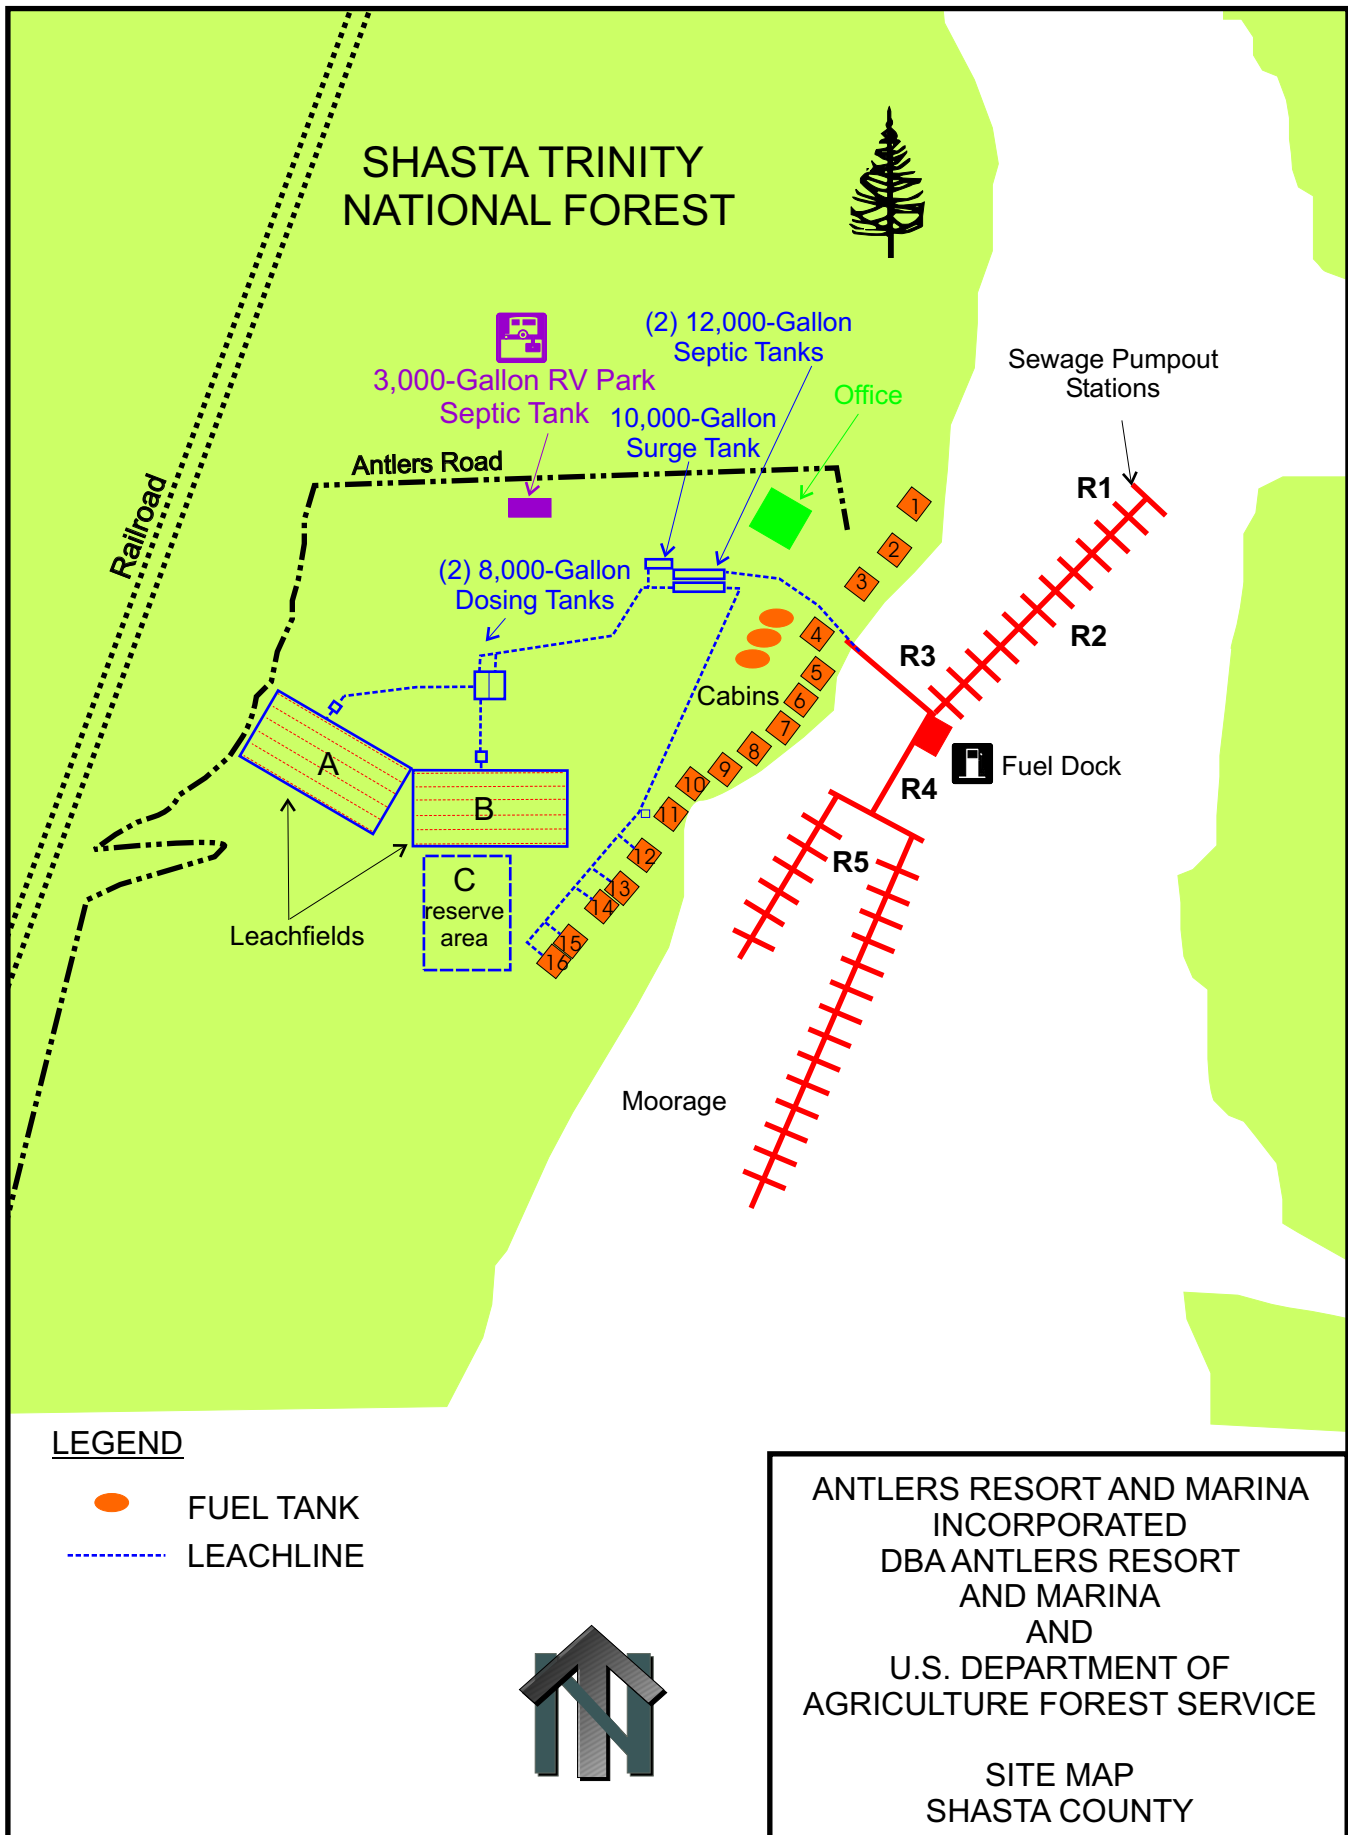 SHASTA TRINITY
NATIONAL FOREST
(2) 12,000-Gallon
Septic Tanks
Sewage Pumpout
Stations
3,000-Gallon RV Park
Septic Tank
Office
10,000-Gallon
Surge Tank
Antlers Road
Railroad
R1
1
2
3
(2) 8,000-Gallon
Dosing Tanks
4
R2
R3
5
Cabins
6
7
8
9
10
11
Fuel Dock
R4
A
B
12
R5
13
14
C
reserve
area
Leachfields
15
16
Moorage
LEGEND
FUEL TANK
LEACHLINE
N
ANTLERS RESORT AND MARINA
INCORPORATED
DBA ANTLERS RESORT
AND MARINA
AND
U.S. DEPARTMENT OF
AGRICULTURE FOREST SERVICE
SITE MAP
SHASTA COUNTY